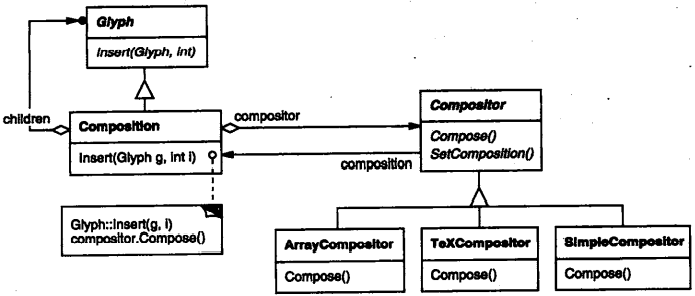 Glyph
Insert(Glyph, int)
children
Composition
Insert(Glyph g, int i)
Glyph::Insert(g, i)
compositor.Compose()
compositor
composition
Compositor
Compose()
SetComposition()
ArrayCompositor
Compose()
TeXCompositor
Compose()
SimpleCompositor
Compose()